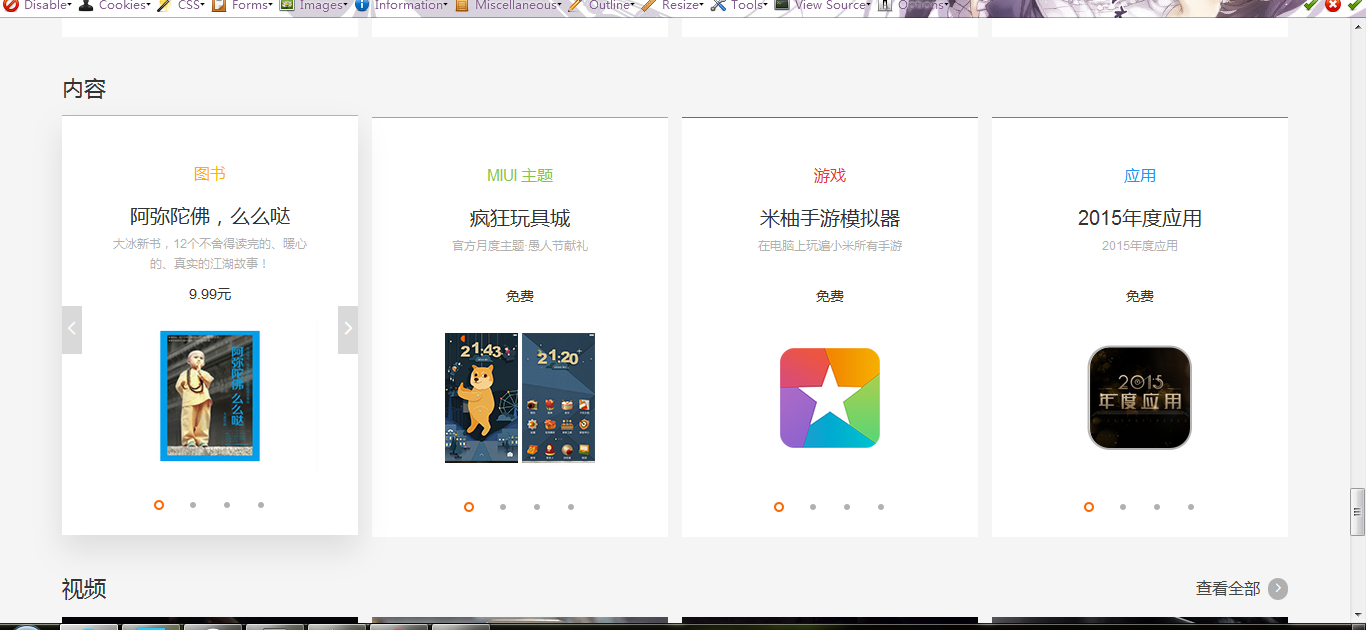 Disable Cookies CSS Forms Images Information Miscellaneous Outline Resize Tools View Source Options
内容
图书
阿弥陀佛，么么哒
大冰新书，12个不舍得读完的、暖心
的、真实的江湖故事！
9.99元
阿弥陀佛 么么哒
MIUI 主题
疯狂玩具城
官方月度主题·愚人节献礼
免费
21:43
21:20
游戏
米柚手游模拟器
在电脑上玩遍小米所有手游
免费
应用
2015年度应用
2015年度应用
免费
2015
年度应用
视频
查看全部